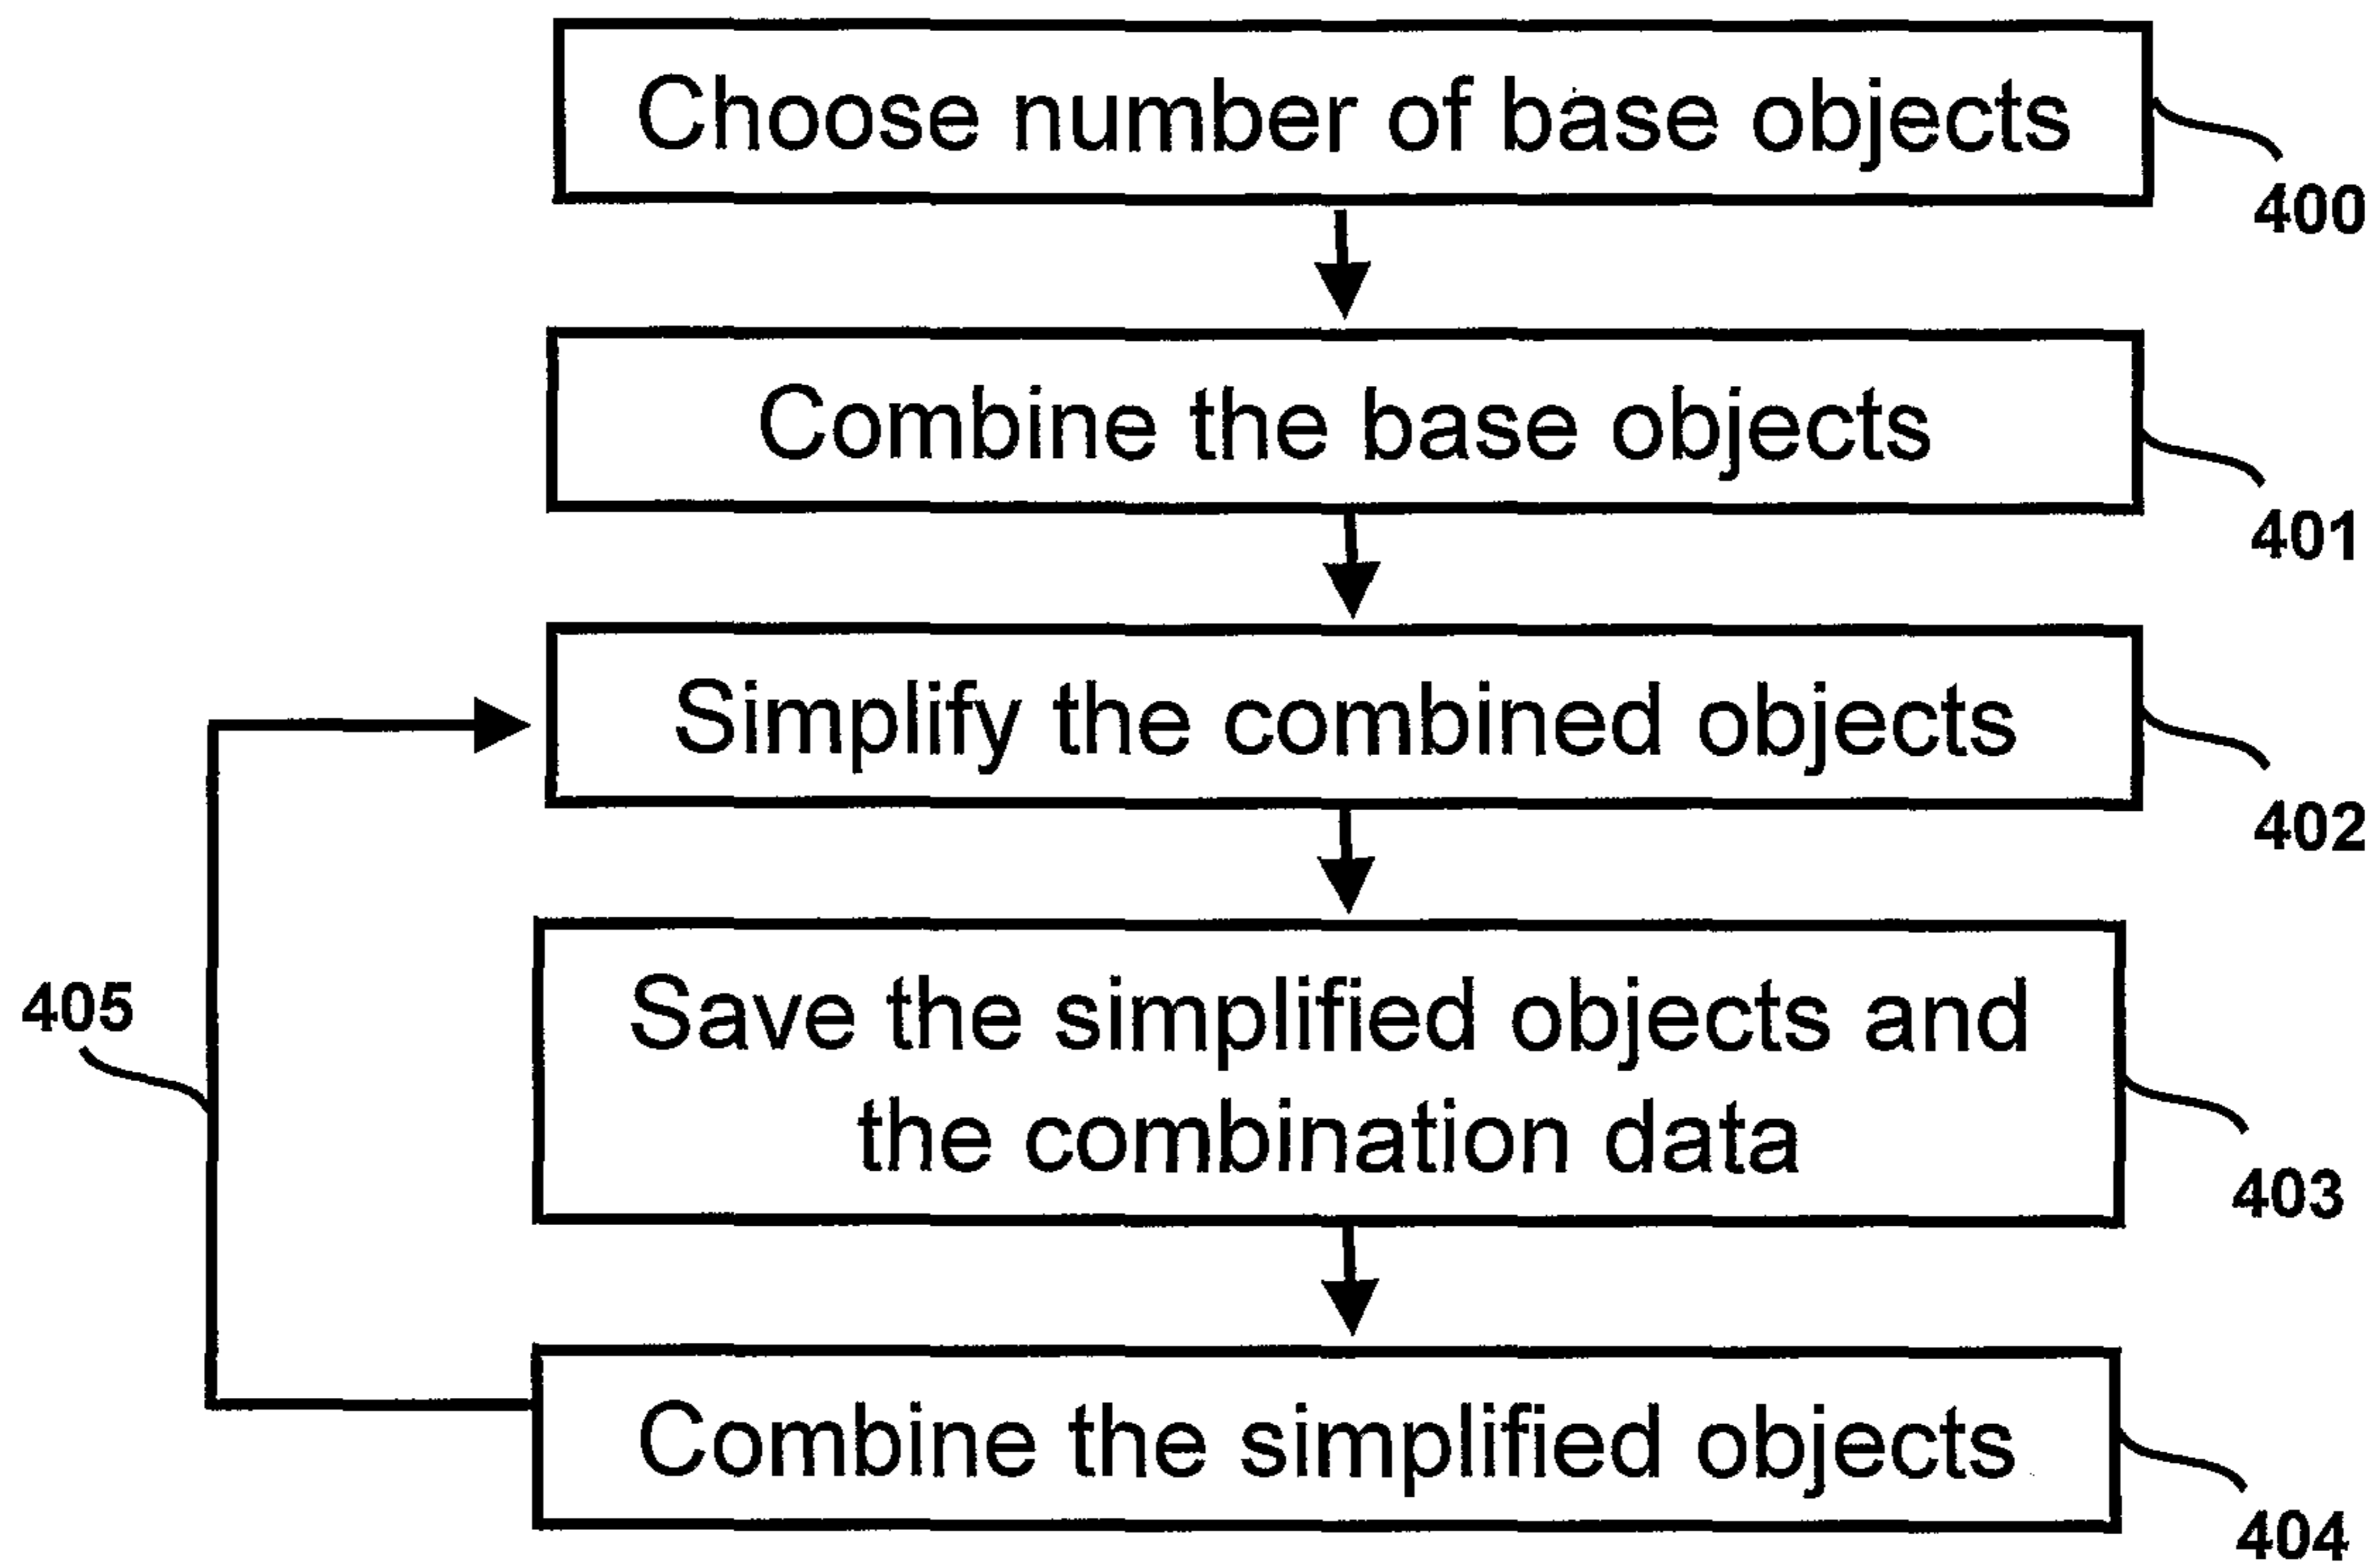 Choose number of base objects
400
Combine the base objects
401
Simplify the combined objects
402
405
Save the simplified objects and
the combination data
403
Combine the simplified objects
404